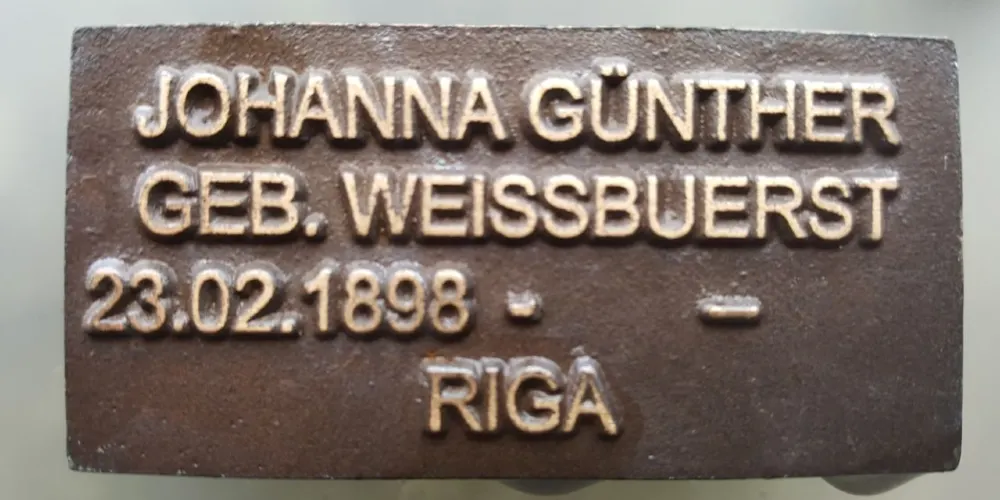 JOHANNA GÜNTHER
GEB. WEISSBUERST
23.02.1898 - –
RIGA